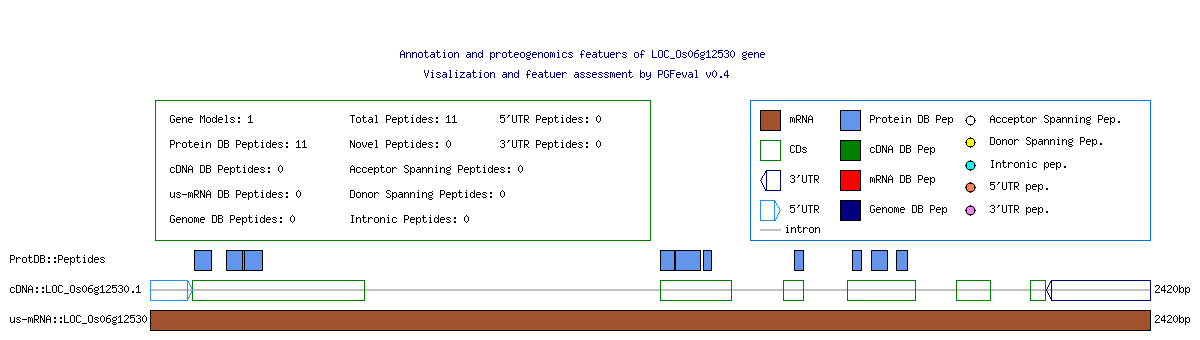 Annotation and proteogenomics featuers of LOC_Os06g12530 gene
Visalization and featuer assessment by PGFeval v0.4
Gene Models: 1 Total Peptides: 11 5'UTR Peptides: 0
Protein DB Peptides: 11 Novel Peptides: 0 3'UTR Peptides: 0
cDNA DB Peptides: 0 Acceptor Spanning Peptides: 0
us-mRNA DB Peptides: 0 Donor Spanning Peptides: 0
Genome DB Peptides: 0 Intronic Peptides: 0
mRNA Protein DB Pep Acceptor Spanning Pep.
CDs cDNA DB Pep Donor Spanning Pep.
3'UTR mRNA DB Pep Intronic pep.
5'UTR Genome DB Pep 5'UTR pep.
intron 3'UTR pep.
ProtDB::Peptides
cDNA::LOC_Os06g12530.1 2420bp
us-mRNA::LOC_Os06g12530 2420bp